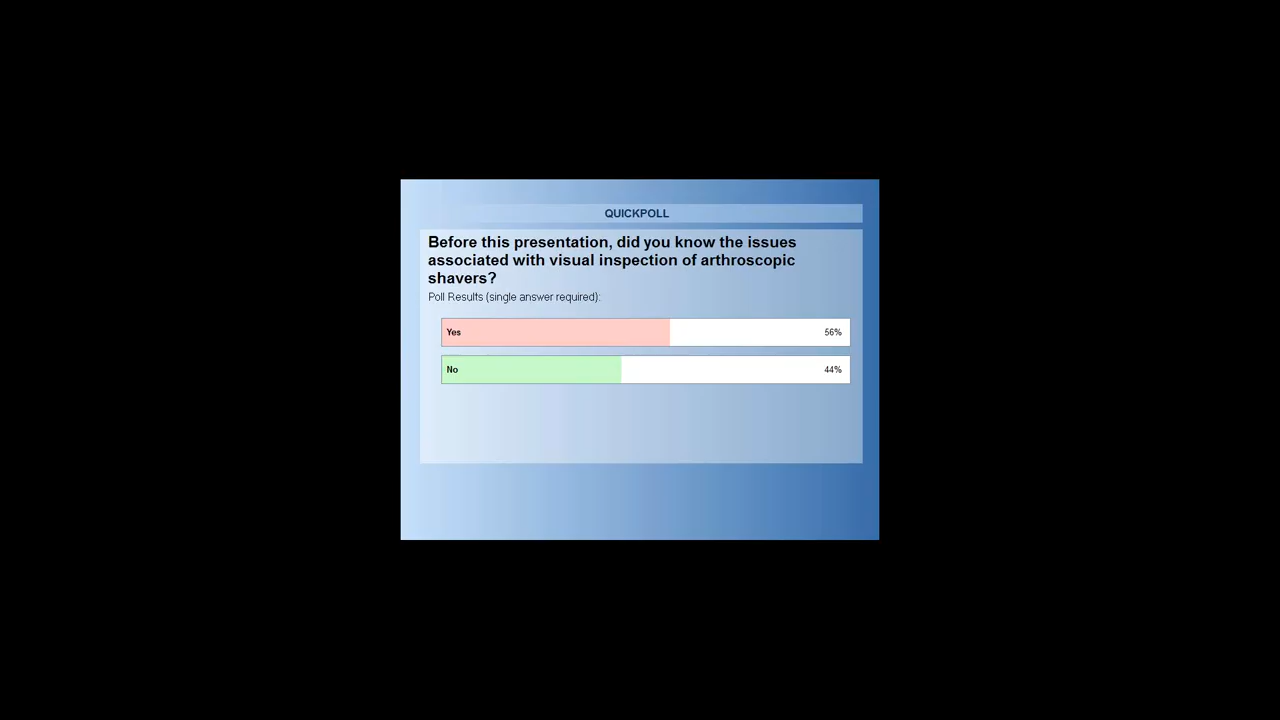 QUICKPOLL
Before this presentation, did you know the issues
associated with visual inspection of arthroscopic
shavers?
Poll Results (single answer required):
Yes 56%
No 44%